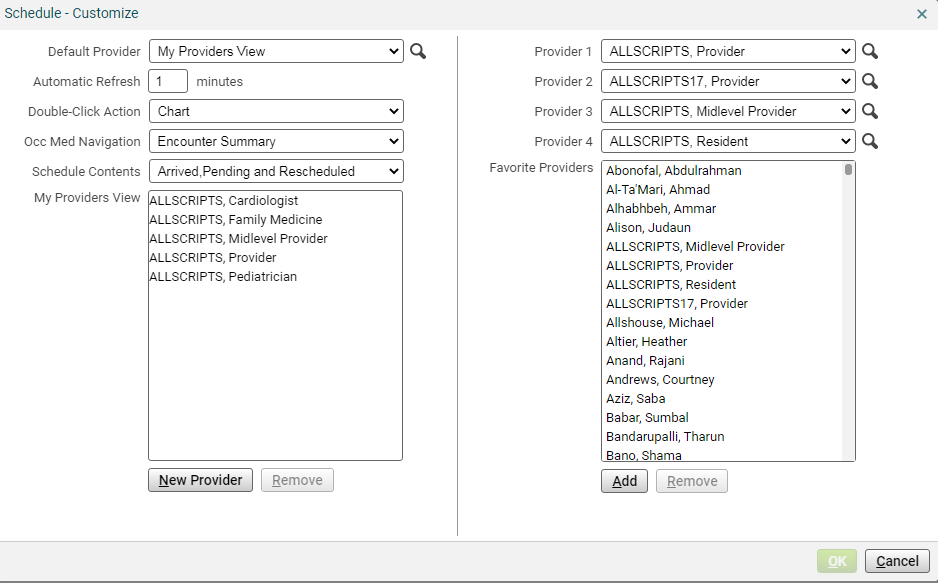 Schedule - Customize
Default Provider My Providers View
Automatic Refresh 1 minutes
Double-Click Action Chart
Occ Med Navigation Encounter Summary
Schedule Contents Arrived,Pending and Rescheduled
My Providers View
ALLSCRIPTS, Cardiologist
ALLSCRIPTS, Family Medicine
ALLSCRIPTS, Midlevel Provider
ALLSCRIPTS, Provider
ALLSCRIPTS, Pediatrician
New Provider Remove
Provider 1 ALLSCRIPTS, Provider
Provider 2 ALLSCRIPTS17, Provider
Provider 3 ALLSCRIPTS, Midlevel Provider
Provider 4 ALLSCRIPTS, Resident
Favorite Providers
Abonofal, Abdulrahman
Al-Ta'Mari, Ahmad
Alhabhbeh, Ammar
Alison, Judaun
ALLSCRIPTS, Midlevel Provider
ALLSCRIPTS, Provider
ALLSCRIPTS, Resident
ALLSCRIPTS17, Provider
Allshouse, Michael
Altier, Heather
Anand, Rajani
Andrews, Courtney
Aziz, Saba
Babar, Sumbal
Bandarupalli, Tharun
Bano, Shama
Add Remove
OK Cancel